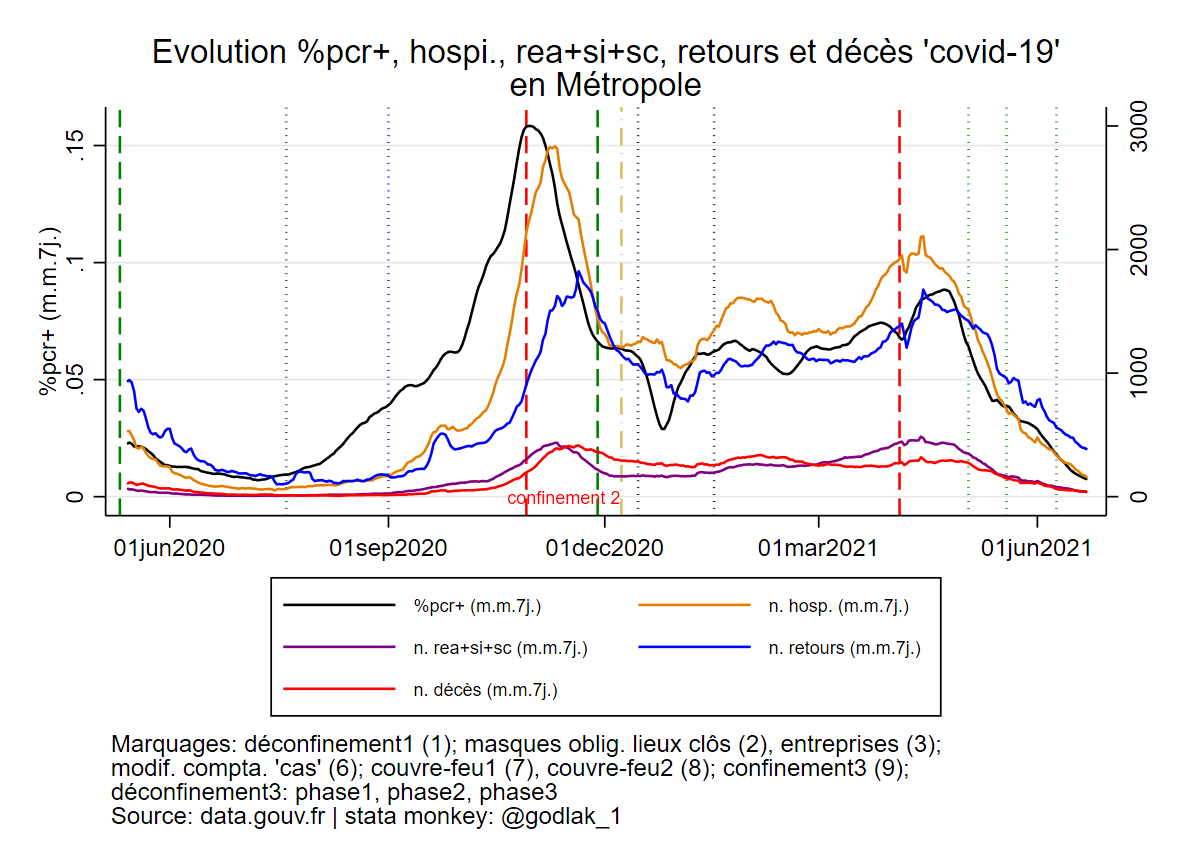 Evolution %pcr+, hospi., rea+si+sc, retours et décès 'covid-19'
en Métropole
%pcr+ (m.m.7j.)
.15
.1
.05
0
3000
2000
1000
0
confinement 2
01jun2020
01sep2020
01dec2020
01mar2021
01jun2021
%pcr+ (m.m.7j.)
n. hosp. (m.m.7j.)
n. rea+si+sc (m.m.7j.)
n. retours (m.m.7j.)
n. décès (m.m.7j.)
Marquages: déconfinement1 (1); masques oblig. lieux clôs (2), entreprises (3);
modif. compta. 'cas' (6); couvre-feu1 (7), couvre-feu2 (8); confinement3 (9);
déconfinement3: phase1, phase2, phase3
Source: data.gouv.fr | stata monkey: @godlak_1